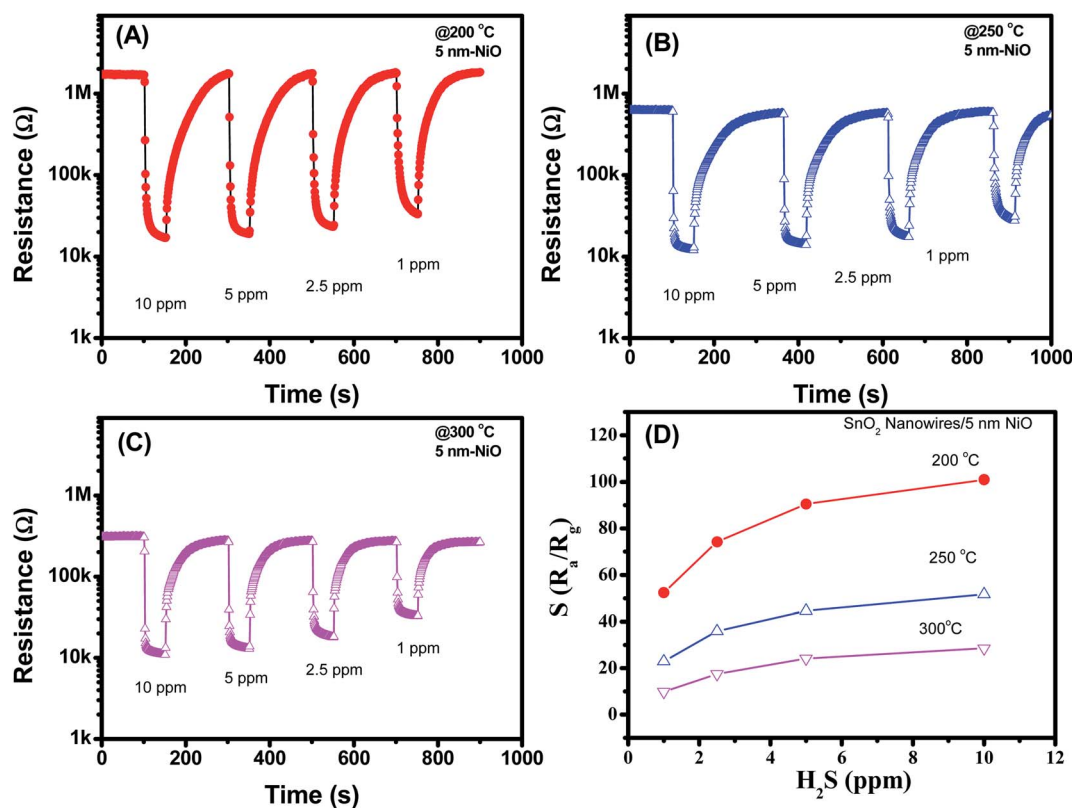 (A)
@200 °C
5 nm-NiO
1M
100k
10k
1k
Resistance (Ω)
10 ppm
5 ppm
2.5 ppm
1 ppm
0 200 400 600 800 1000
Time (s)
(B)
@250 °C
5 nm-NiO
1M
100k
10k
1k
Resistance (Ω)
10 ppm
5 ppm
2.5 ppm
1 ppm
0 200 400 600 800 1000
Time (s)
(C)
@300 °C
5 nm-NiO
1M
100k
10k
1k
Resistance (Ω)
10 ppm
5 ppm
2.5 ppm
1 ppm
0 200 400 600 800 1000
Time (s)
(D)
SnO₂ Nanowires/5 nm NiO
120
100
80
60
40
20
0
S (Rₐ/R_g)
200 °C
250 °C
300°C
0 2 4 6 8 10 12
H₂S (ppm)